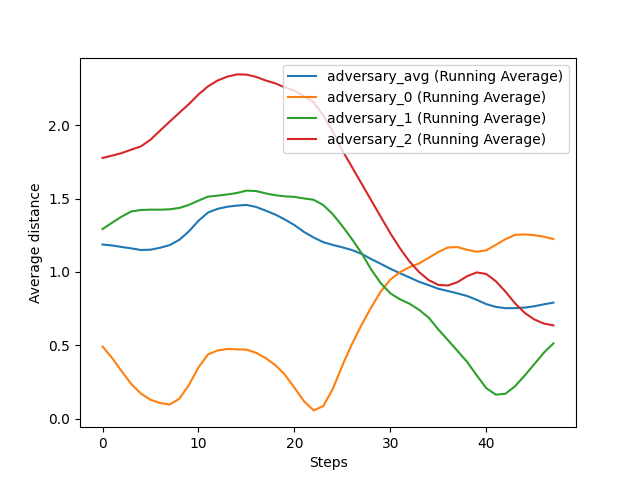 adversary_avg (Running Average)
adversary_0 (Running Average)
adversary_1 (Running Average)
adversary_2 (Running Average)
2.0
1.5
1.0
0.5
0.0
Average distance
0 10 20 30 40
Steps